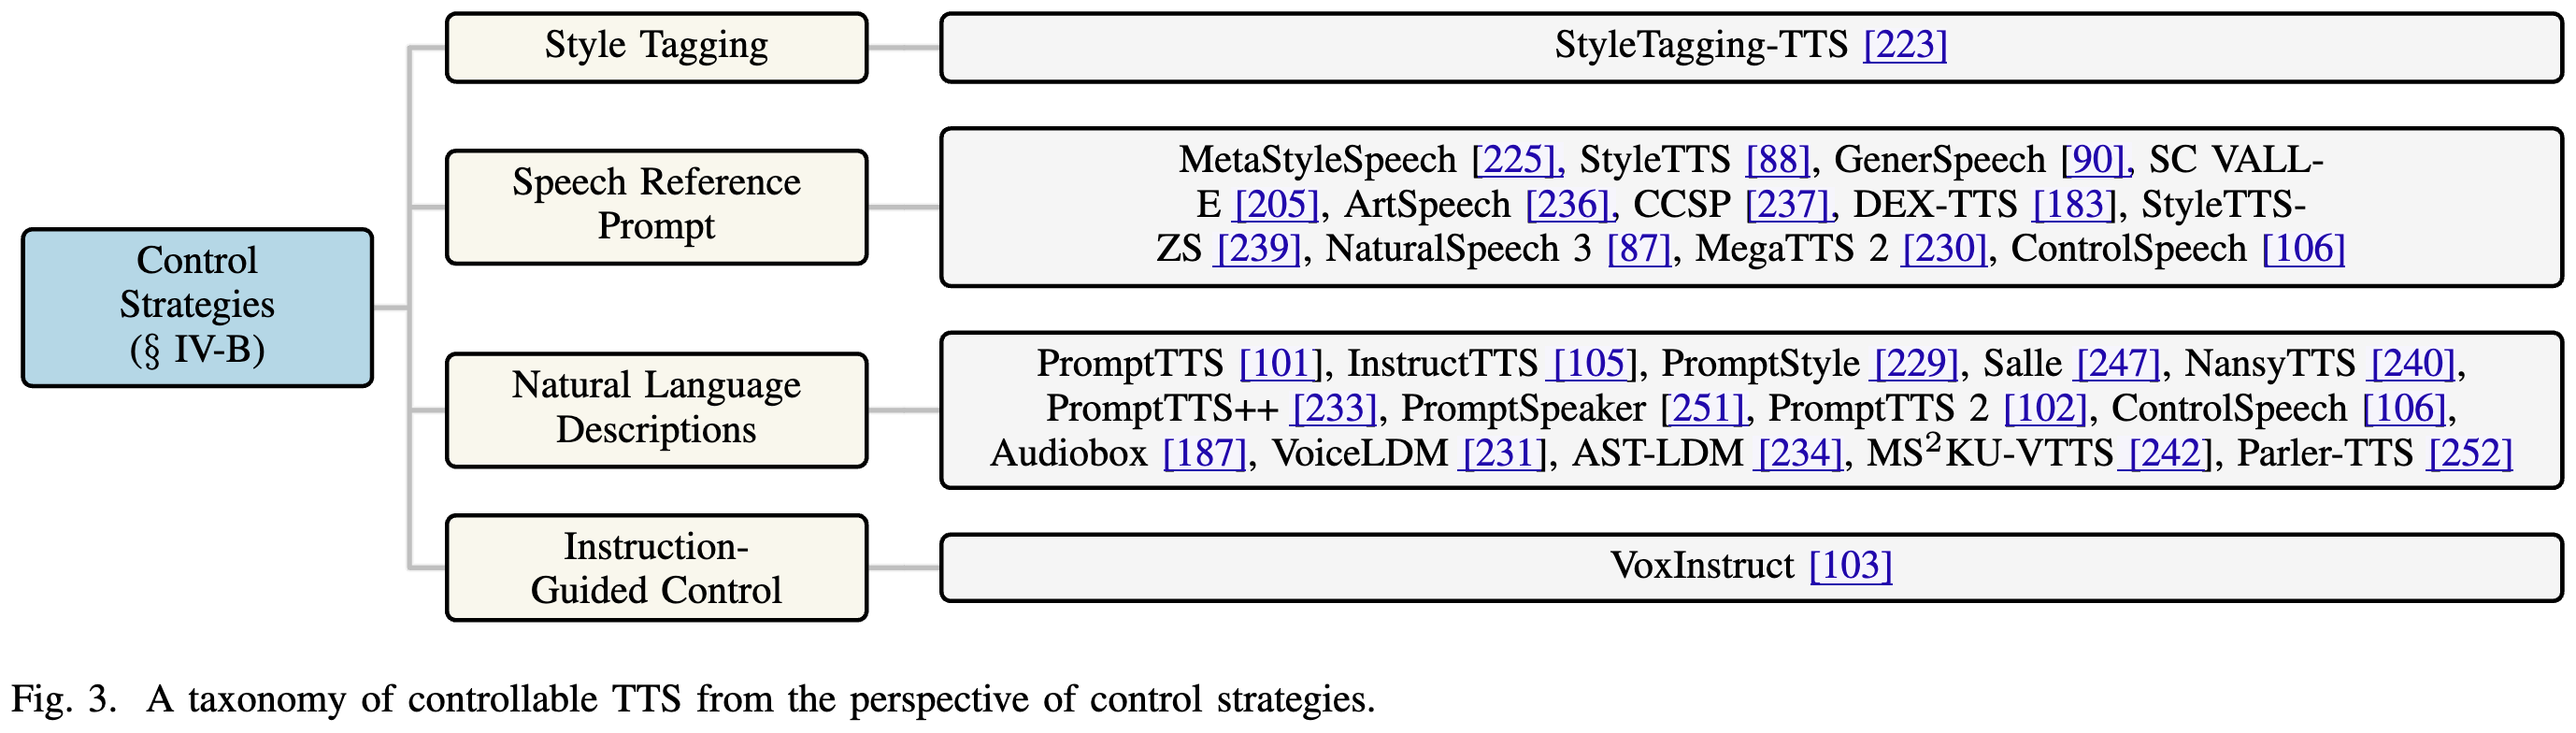 Style Tagging
StyleTagging-TTS [223]
Speech Reference
Prompt
MetaStyleSpeech [225], StyleTTS [88], GenerSpeech [90], SC VALL-
E [205], ArtSpeech [236], CCSP [237], DEX-TTS [183], StyleTTS-
ZS [239], NaturalSpeech 3 [87], MegaTTS 2 [230], ControlSpeech [106]
Control
Strategies
(§ IV-B)
Natural Language
Descriptions
PromptTTS [101], InstructTTS [105], PromptStyle [229], Salle [247], NansyTTS [240],
PromptTTS++ [233], PromptSpeaker [251], PromptTTS 2 [102], ControlSpeech [106],
Audiobox [187], VoiceLDM [231], AST-LDM [234], MS²KU-VTTS [242], Parler-TTS [252]
Instruction-
Guided Control
VoxInstruct [103]
Fig. 3. A taxonomy of controllable TTS from the perspective of control strategies.